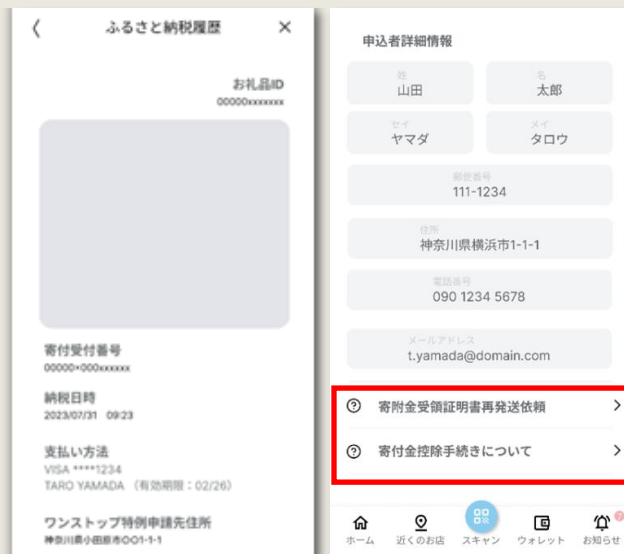 ふるさと納税履歴
お礼品ID
00000xxxxxxx
寄付受付番号
00000×000xxxxxx
納税日時
2023/07/31 09:23
支払い方法
VISA ****1234
TARO YAMADA (有効期限:02/26)
ワンストップ特例申請先住所
神奈川県小田原市〇〇1-1-1
申込者詳細情報
姓
山田
名
太郎
セイ
ヤマダ
メイ
タロウ
郵便番号
111-1234
住所
神奈川県横浜市1-1-1
電話番号
090 1234 5678
メールアドレス
t.yamada@domain.com
寄附金受領証明書再発送依頼
寄付金控除手続きについて
ホーム
近くのお店
スキャン
ウォレット
お知らせ